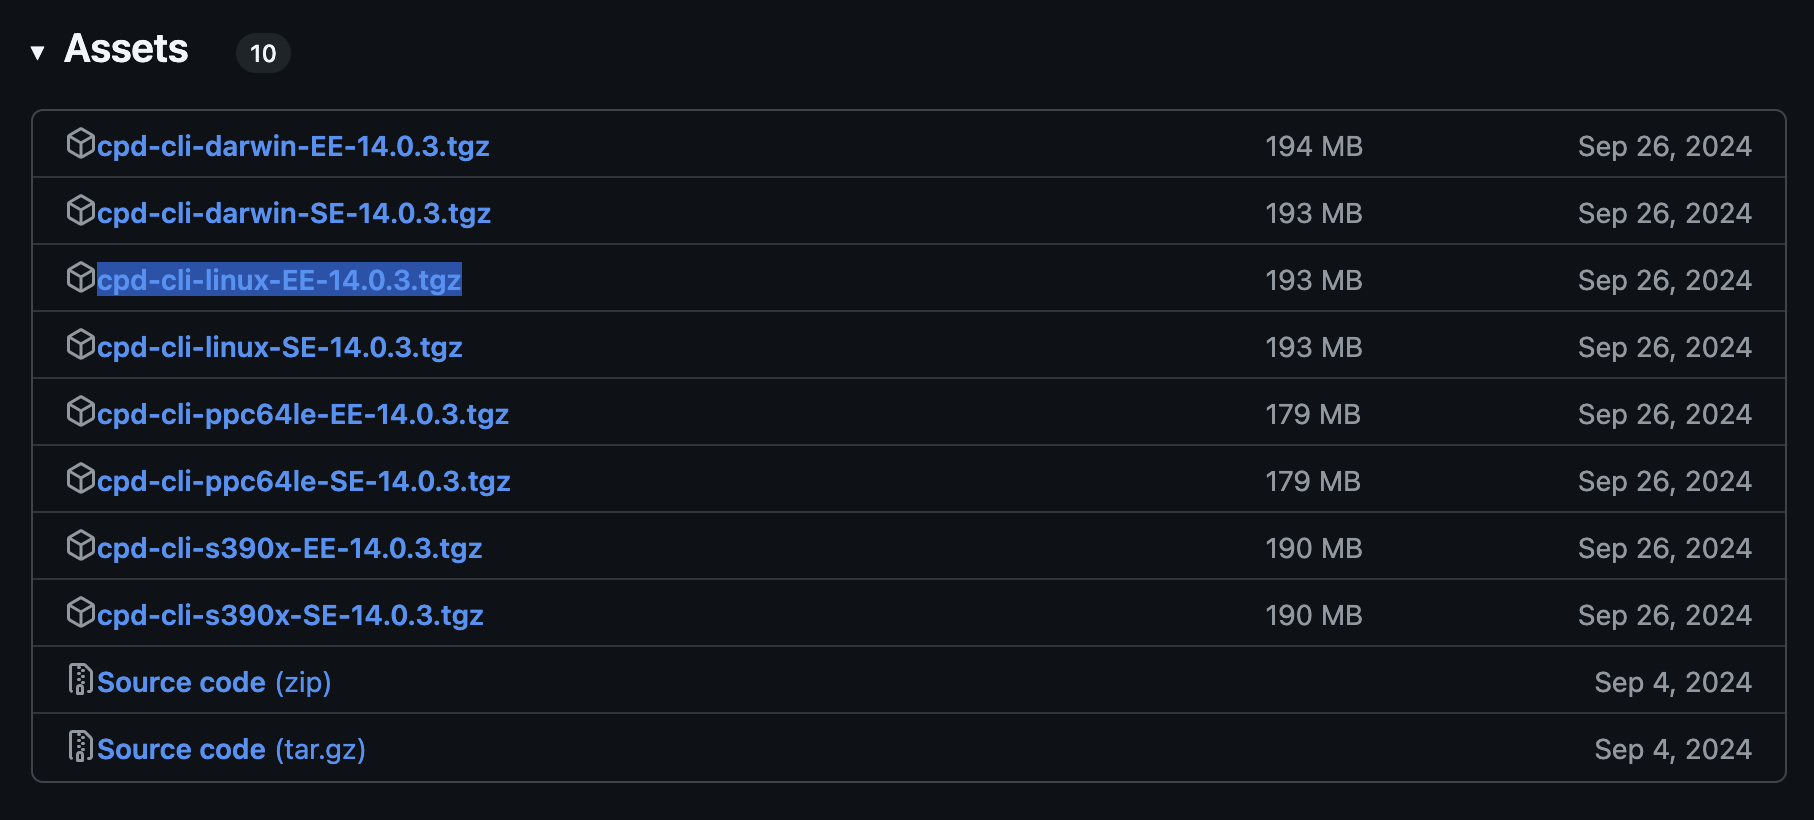 ▼ Assets 10
cpd-cli-darwin-EE-14.0.3.tgz 194 MB Sep 26, 2024
cpd-cli-darwin-SE-14.0.3.tgz 193 MB Sep 26, 2024
cpd-cli-linux-EE-14.0.3.tgz 193 MB Sep 26, 2024
cpd-cli-linux-SE-14.0.3.tgz 193 MB Sep 26, 2024
cpd-cli-ppc64le-EE-14.0.3.tgz 179 MB Sep 26, 2024
cpd-cli-ppc64le-SE-14.0.3.tgz 179 MB Sep 26, 2024
cpd-cli-s390x-EE-14.0.3.tgz 190 MB Sep 26, 2024
cpd-cli-s390x-SE-14.0.3.tgz 190 MB Sep 26, 2024
Source code (zip) Sep 4, 2024
Source code (tar.gz) Sep 4, 2024